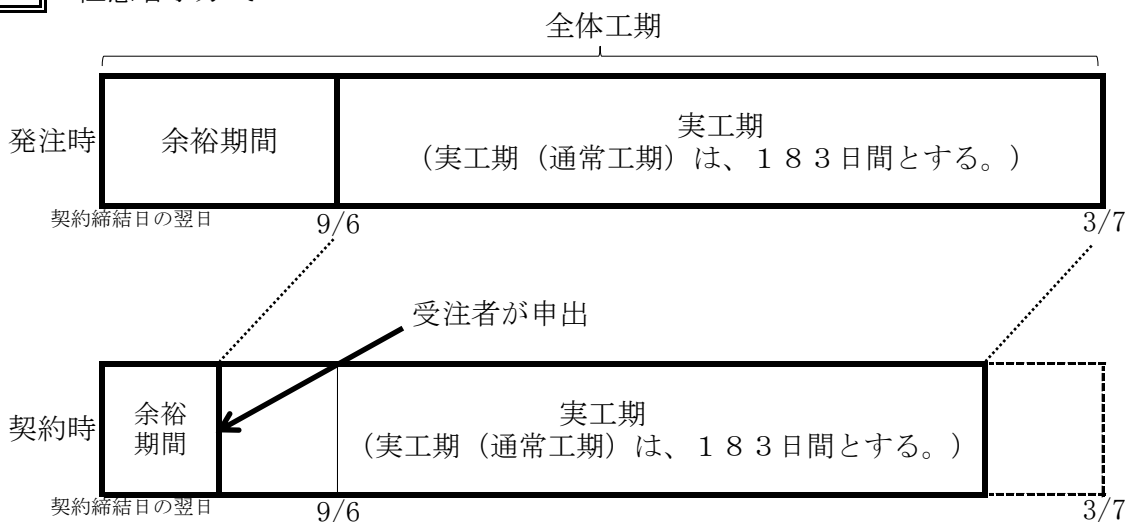 全体工期
発注時
余裕期間
実工期
（実工期（通常工期）は、１８３日間とする。）
契約締結日の翌日
9/6
3/7
受注者が申出
契約時
余裕
期間
実工期
（実工期（通常工期）は、１８３日間とする。）
契約締結日の翌日
9/6
3/7